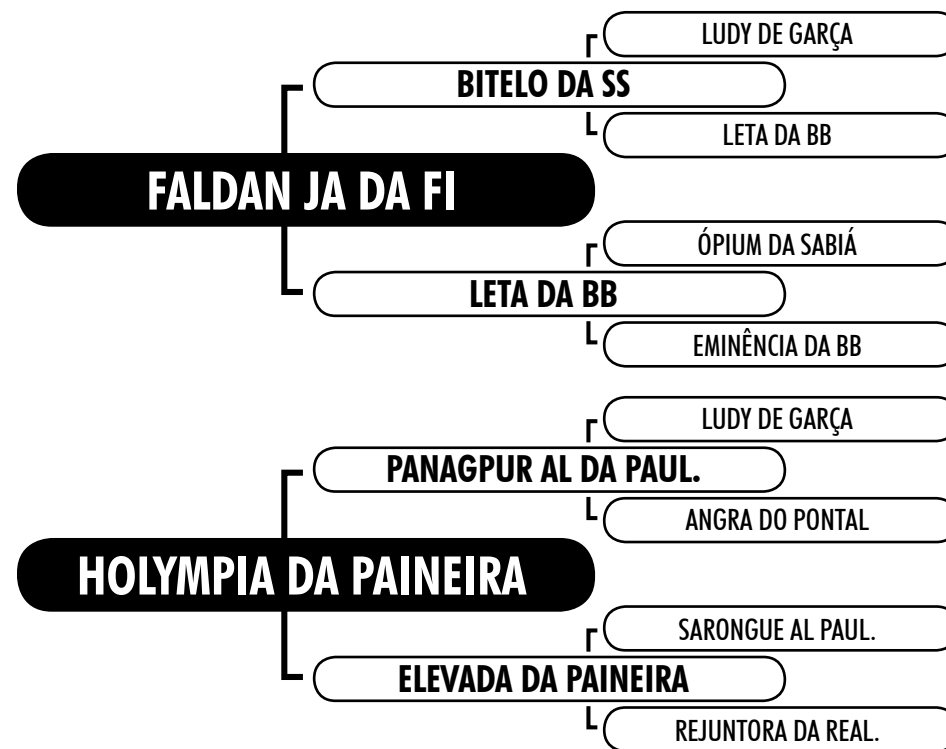 LUDY DE GARÇA
BITELO DA SS
LETA DA BB
FALDAN JA DA FI
ÓPIUM DA SABIÁ
LETA DA BB
EMINÊNCIA DA BB
LUDY DE GARÇA
PANAGPUR AL DA PAUL.
ANGRA DO PONTAL
HOLYMPIA DA PAINEIRA
SARONGUE AL PAUL.
ELEVADA DA PAINEIRA
REJUNTORA DA REAL.